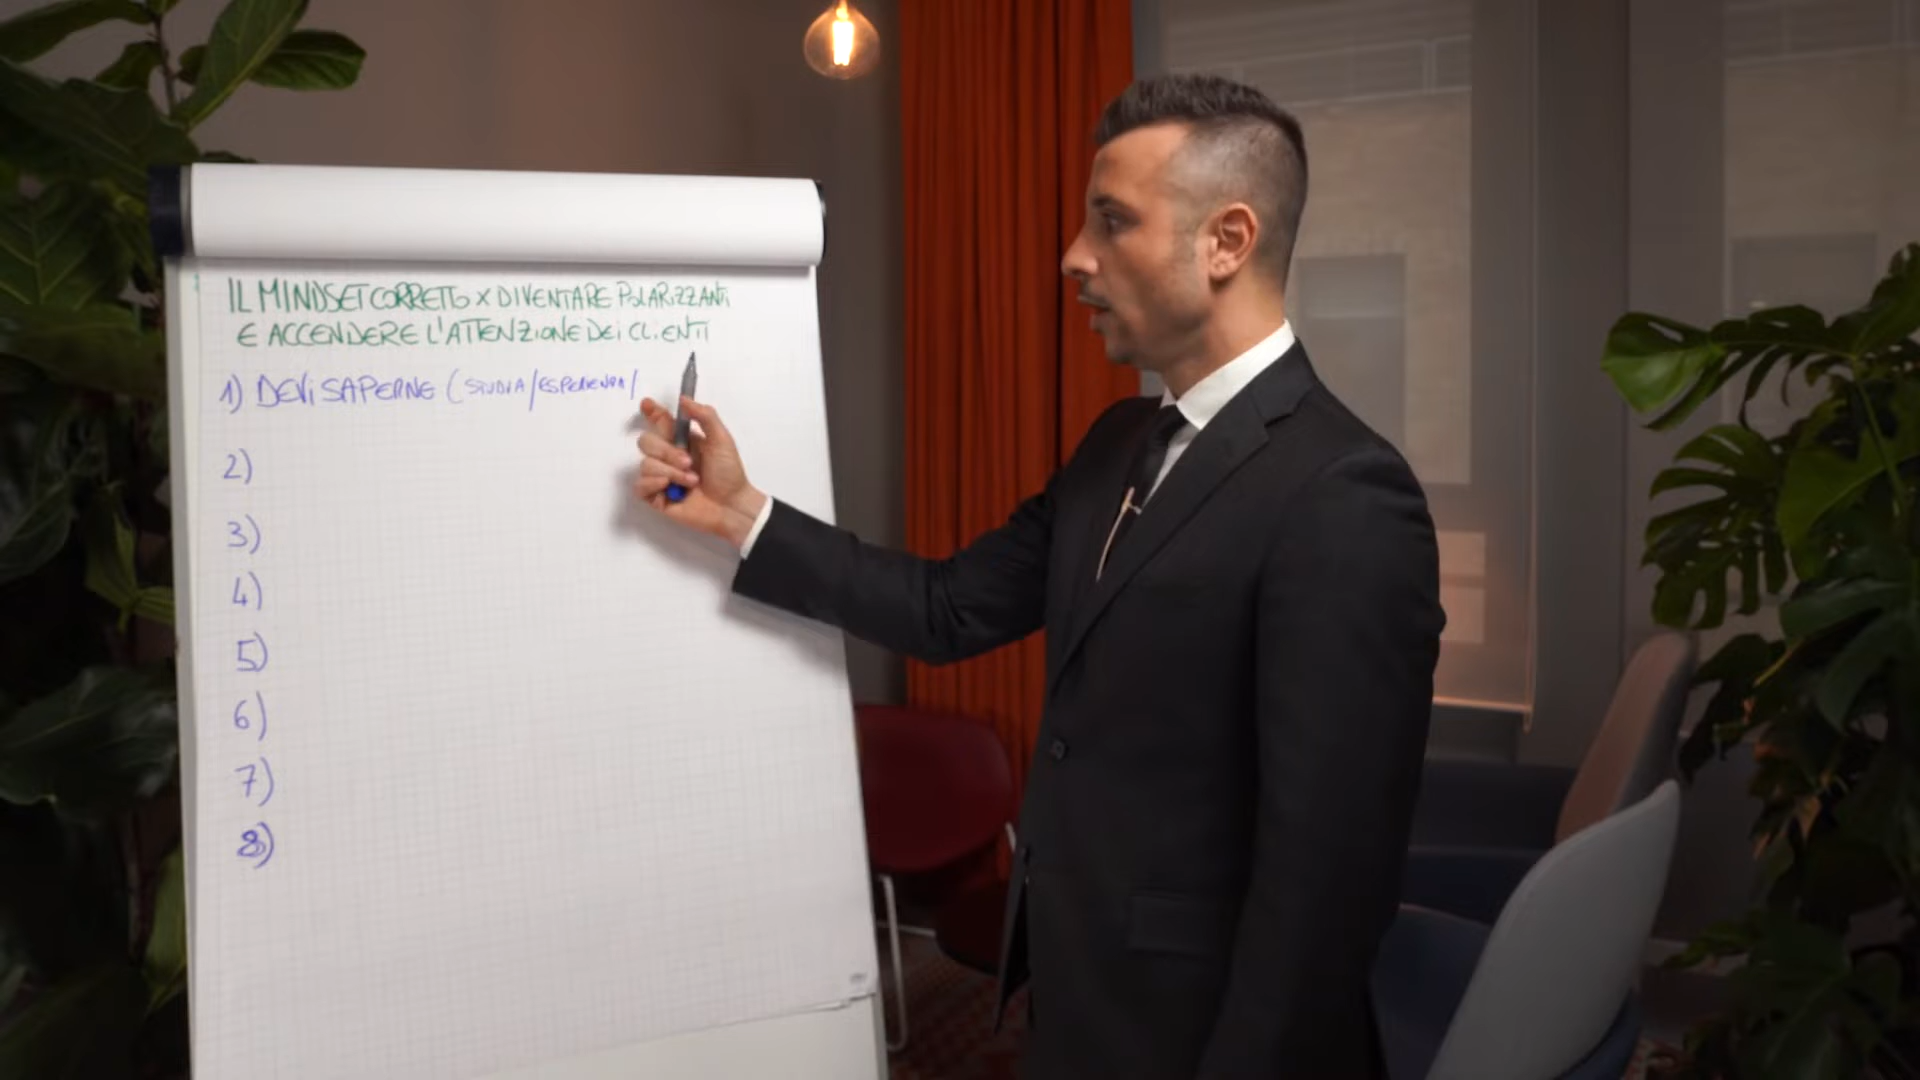 IL MINDSET CORRETTO X DIVENTARE POLARIZZANTI
E ACCENDERE L'ATTENZIONE DEI CLIENTI
1) DEVI SAPERNE (STUDIA/ESPERIENZA/
2)
3)
4)
5)
6)
7)
8)